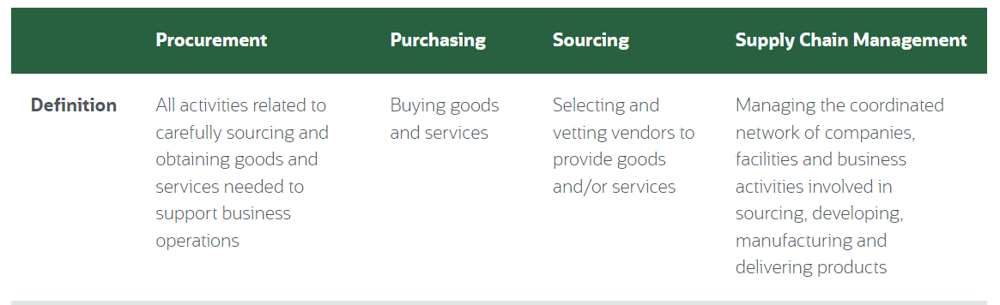 Procurement Purchasing Sourcing Supply Chain Management
Definition
All activities related to
carefully sourcing and
obtaining goods and
services needed to
support business
operations
Buying goods
and services
Selecting and
vetting vendors to
provide goods
and/or services
Managing the coordinated
network of companies,
facilities and business
activities involved in
sourcing, developing,
manufacturing and
delivering products